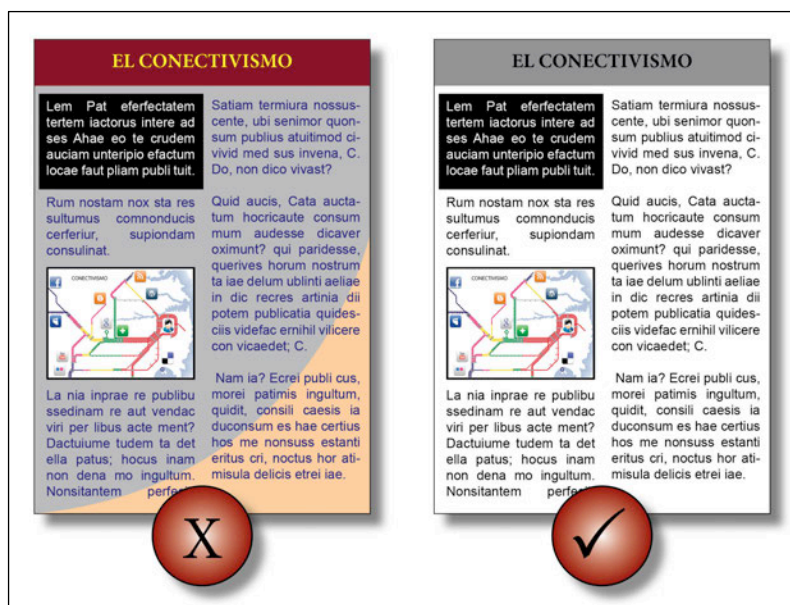 EL CONECTIVISMO
Lem Pat eferfectatem
tertem iactorus intere ad
ses Ahae eo te crudem
auciam unteripio efactum
locae faut pliam publi tuit.
Rum nostam nox sta res
sultumus comnonducis
cerferiur, supiondam
consulinat.
CONECTIVISMO
La nia inprae re publibu
ssedinam re aut vendac
viri per libus acte ment?
Dactuiume tudem ta det
ella patus; hocus inam
non dena mo ingultum.
Nonsitantem
Satiam termiura nossus-
cente, ubi senimor quon-
sum publius atuitimod ci-
vivid med sus invena, C.
Do, non dico vivast?
Quid aucis, Cata aucta-
tum hocricaute consum
mum audesse dicaver
oximunt? qui paridesse,
querives horum nostrum
ta iae delum ublinti aeliae
in dic recres artinia dii
potem publicatia quides-
ciis videfac ernihil vilicere
con vicaedet; C.
Nam ia? Ecrei publi cus,
morei patimis ingultum,
quidit, consili caesis ia
duconsum es hae certius
hos me nonsuss estanti
eritus cri, noctus hor ati-
misula delicis etrei iae.
X
EL CONECTIVISMO
Lem Pat eferfectatem
tertem iactorus intere ad
ses Ahae eo te crudem
auciam unteripio efactum
locae faut pliam publi tuit.
Rum nostam nox sta res
sultumus comnonducis
cerferiur, supiondam
consulinat.
CONECTIVISMO
La nia inprae re publibu
ssedinam re aut vendac
viri per libus acte ment?
Dactuiume tudem ta det
ella patus; hocus inam
non dena mo ingultum.
Nonsitantem
Satiam termiura nossus-
cente, ubi senimor quon-
sum publius atuitimod ci-
vivid med sus invena, C.
Do, non dico vivast?
Quid aucis, Cata aucta-
tum hocricaute consum
mum audesse dicaver
oximunt? qui paridesse,
querives horum nostrum
ta iae delum ublinti aeliae
in dic recres artinia dii
potem publicatia quides-
ciis videfac ernihil vilicere
con vicaedet; C.
Nam ia? Ecrei publi cus,
morei patimis ingultum,
quidit, consili caesis ia
duconsum es hae certius
hos me nonsuss estanti
eritus cri, noctus hor ati-
misula delicis etrei iae.